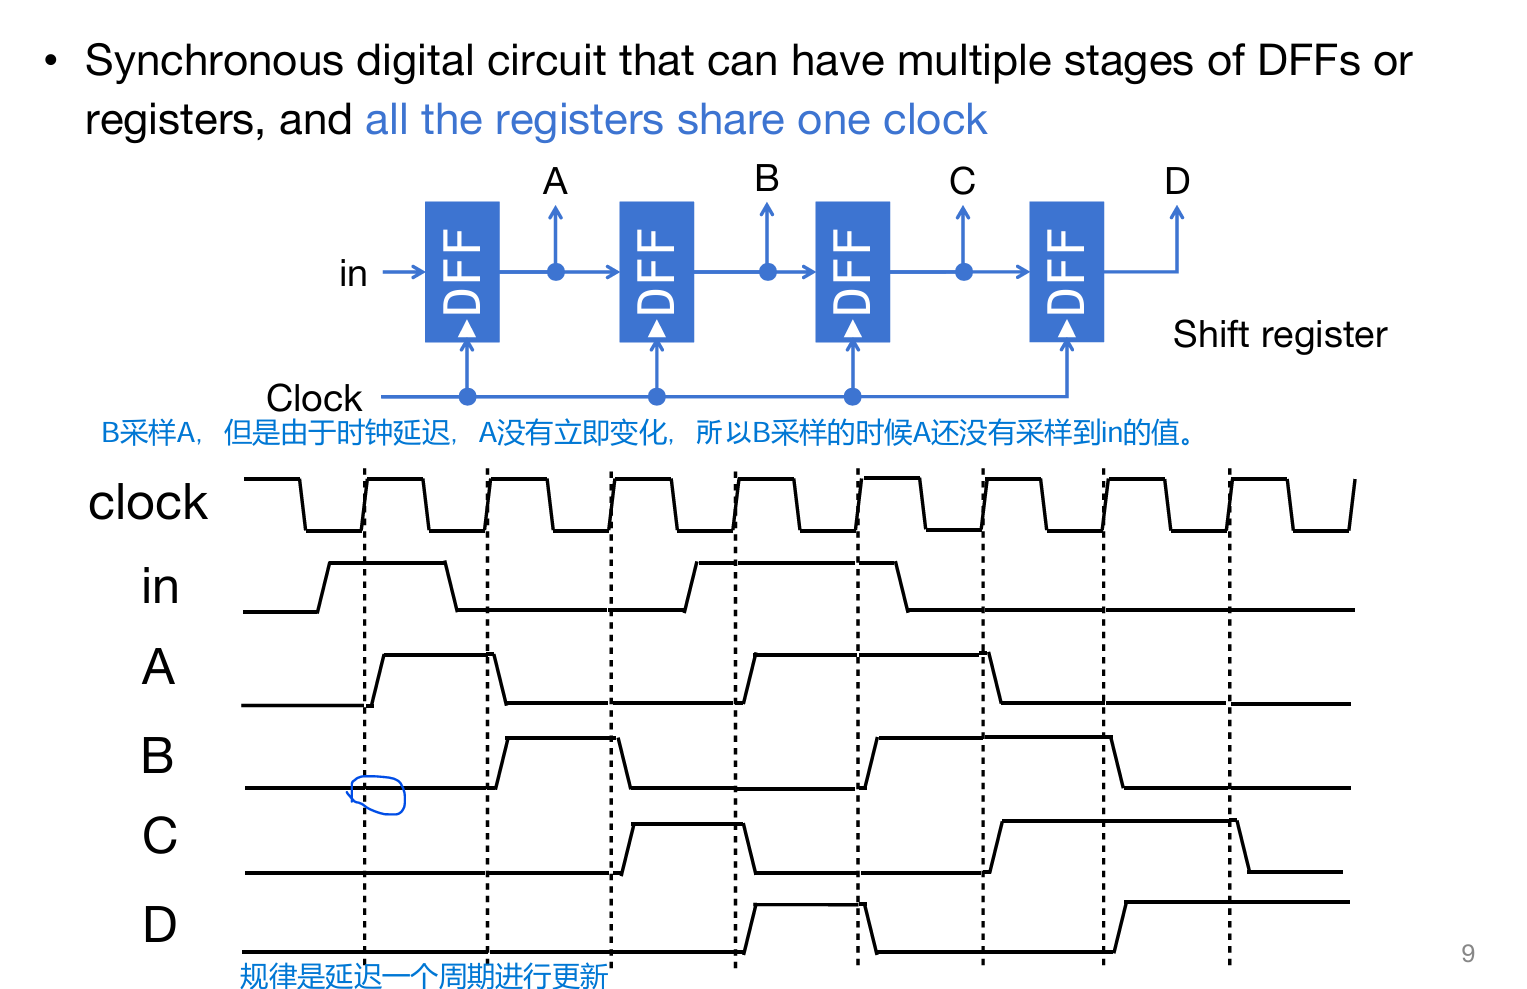 • Synchronous digital circuit that can have multiple stages of DFFs or
registers, and all the registers share one clock
A B C D
in DFF DFF DFF DFF
Shift register
Clock
B采样A, 但是由于时钟延迟, A没有立即变化, 所以B采样的时候A还没有采样到in的值。
clock
in
A
B
C
D
规律是延迟一个周期进行更新
9